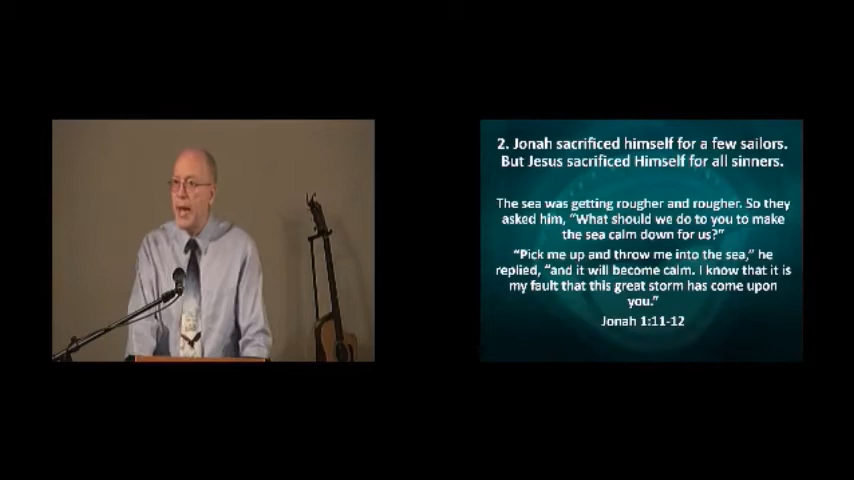 2. Jonah sacrificed himself for a few sailors.
But Jesus sacrificed Himself for all sinners.
The sea was getting rougher and rougher. So they
asked him, “What should we do to you to make
the sea calm down for us?”
“Pick me up and throw me into the sea,” he
replied, “and it will become calm. I know that it is
my fault that this great storm has come upon
you.”
Jonah 1:11-12